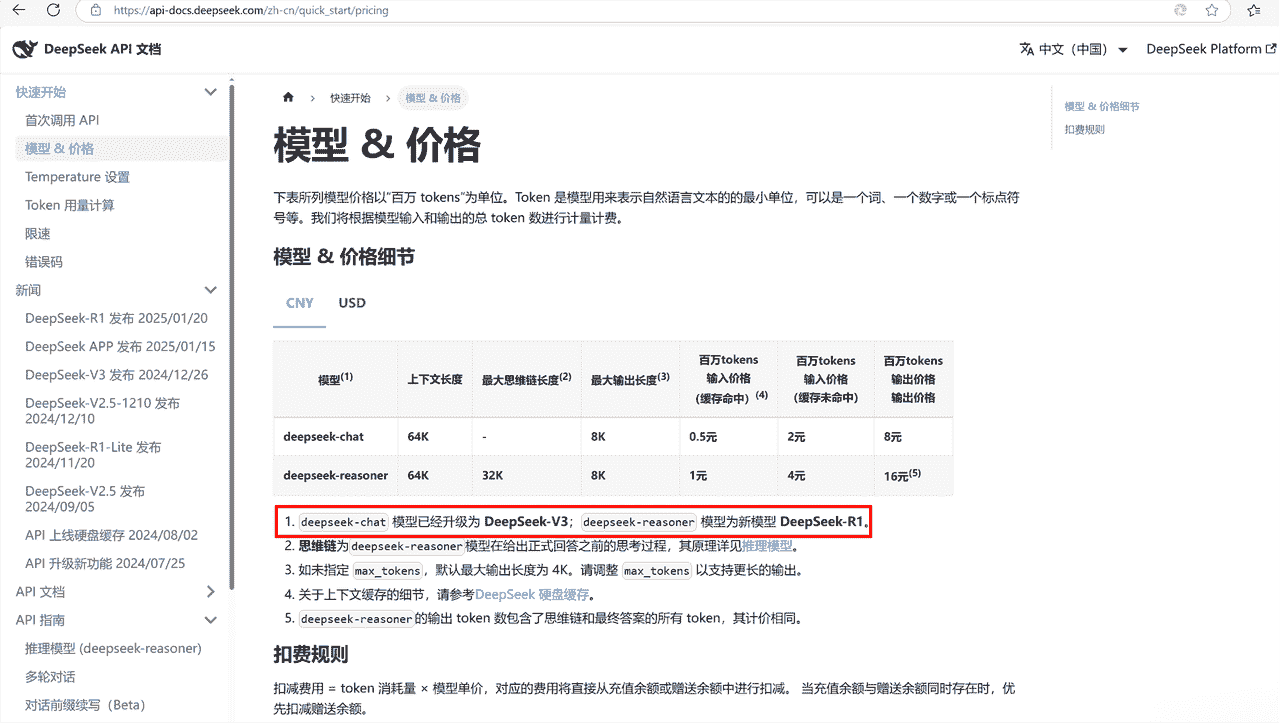 https://api-docs.deepseek.com/zh-cn/quick_start/pricing
DeepSeek API 文档
中文（中国）
DeepSeek Platform
快速开始
首次调用 API
模型 & 价格
Temperature 设置
Token 用量计算
限速
错误码
新闻
DeepSeek-R1 发布 2025/01/20
DeepSeek APP 发布 2025/01/15
DeepSeek-V3 发布 2024/12/26
DeepSeek-V2.5-1210 发布
2024/12/10
DeepSeek-R1-Lite 发布
2024/11/20
DeepSeek-V2.5 发布
2024/09/05
API 上线硬盘缓存 2024/08/02
API 升级新功能 2024/07/25
API 文档
API 指南
推理模型 (deepseek-reasoner)
多轮对话
对话前缀续写（Beta）
快速开始 › 模型 & 价格
模型 & 价格
下表所列模型价格以“百万 tokens”为单位。Token 是模型用来表示自然语言文本的的最小单位，可以是一个词、一个数字或一个标点符
号等。我们将根据模型输入和输出的总 token 数进行计量计费。
模型 & 价格细节
CNY USD
模型(1) 上下文长度 最大思维链长度(2) 最大输出长度(3) 百万tokens 输入价格 （缓存命中）(4) 百万tokens 输入价格 （缓存未命中） 百万tokens 输出价格 输出价格
deepseek-chat 64K - 8K 0.5元 2元 8元
deepseek-reasoner 64K 32K 8K 1元 4元 16元(5)
1. deepseek-chat 模型已经升级为 DeepSeek-V3；deepseek-reasoner 模型为新模型 DeepSeek-R1。
2. 思维链为deepseek-reasoner模型在给出正式回答之前的思考过程，其原理详见推理模型。
3. 如未指定 max_tokens，默认最大输出长度为 4K。请调整 max_tokens 以支持更长的输出。
4. 关于上下文缓存的细节，请参考DeepSeek 硬盘缓存。
5. deepseek-reasoner的输出 token 数包含了思维链和最终答案的所有 token，其计价相同。
扣费规则
扣减费用 = token 消耗量 × 模型单价，对应的费用将直接从充值余额或赠送余额中进行扣减。 当充值余额与赠送余额同时存在时，优
先扣减赠送余额。
模型 & 价格细节
扣费规则